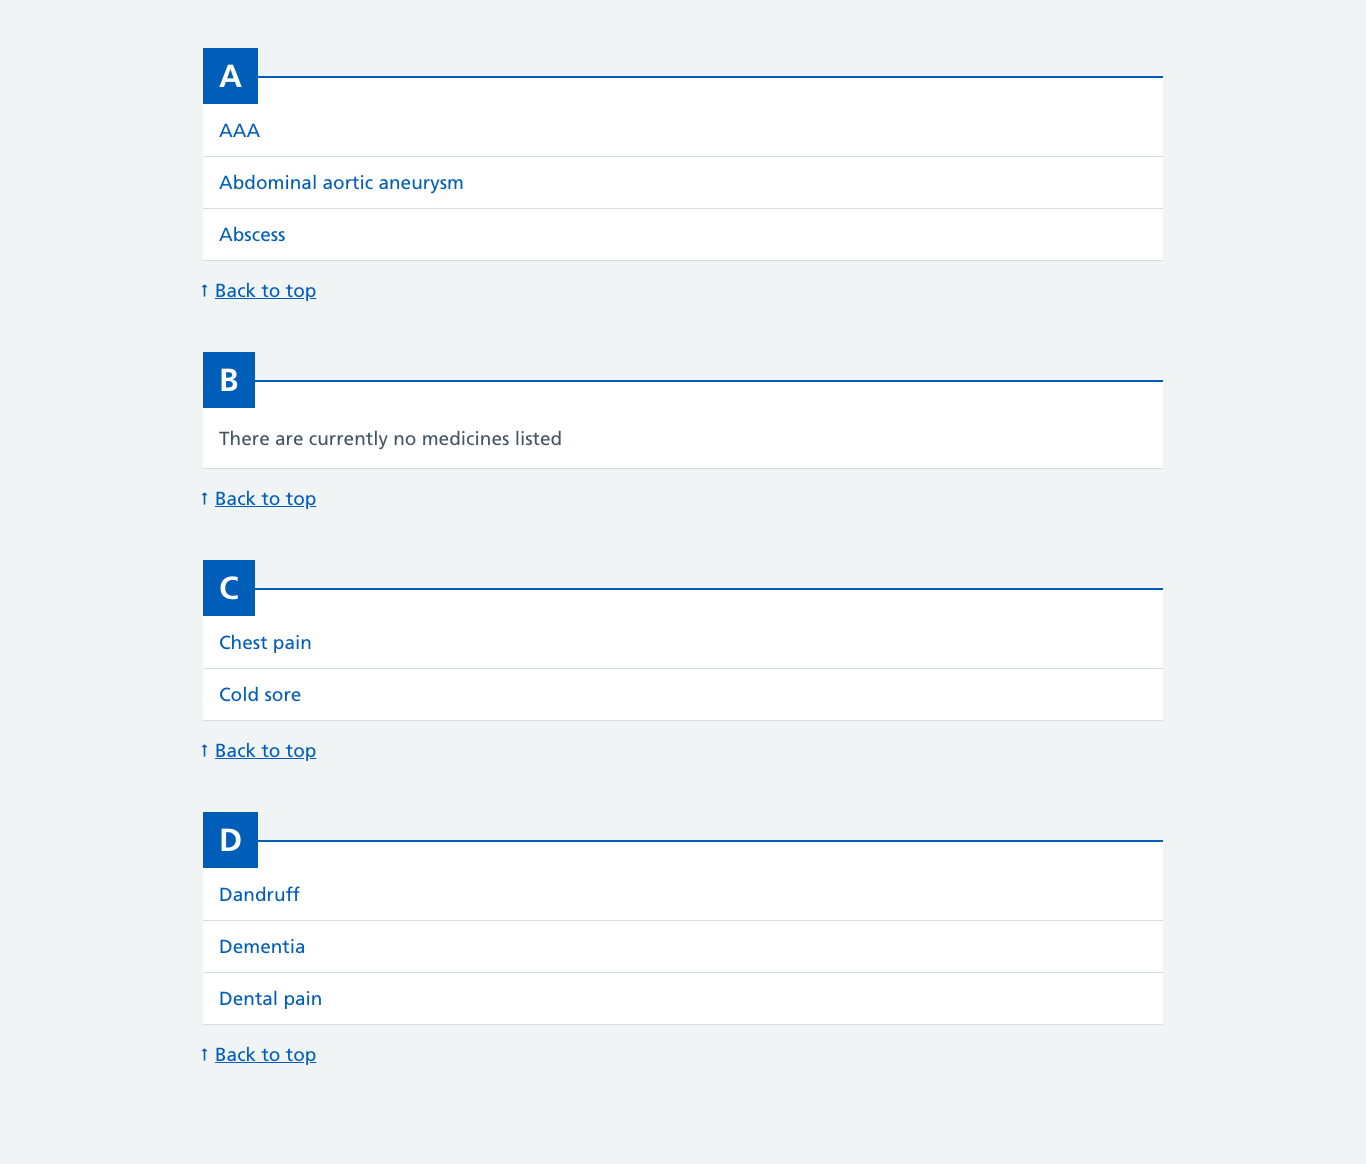 A
AAA
Abdominal aortic aneurysm
Abscess
↑ Back to top
B
There are currently no medicines listed
↑ Back to top
C
Chest pain
Cold sore
↑ Back to top
D
Dandruff
Dementia
Dental pain
↑ Back to top